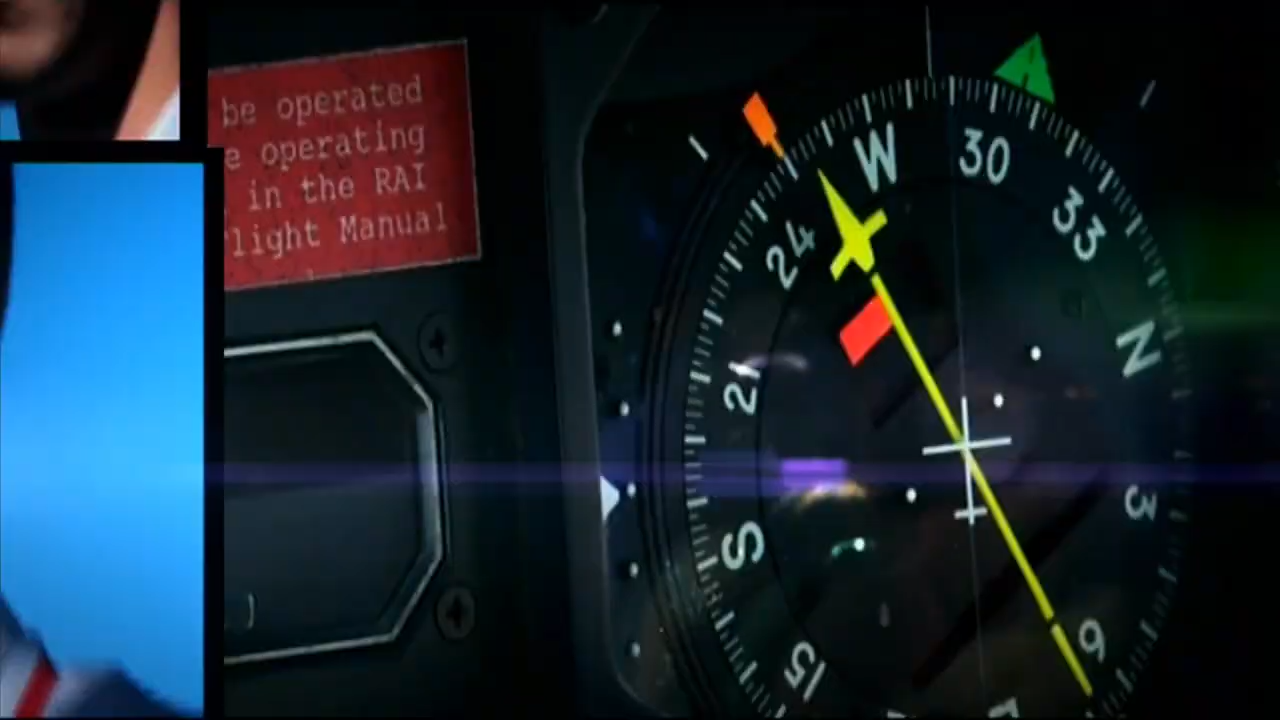 be operated
e operating
in the RAI
light Manual
W
30
33
24
N
21
3
S
6
15